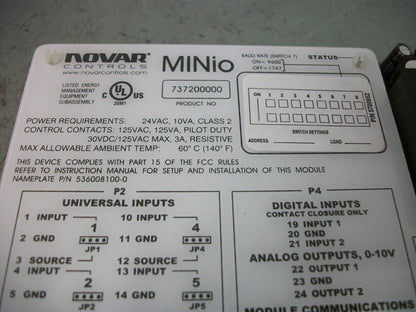 NOVAR
CONTROLS
www.novarcontrols.com
MINio
BAUD RATE (SWITCH 7)
ON= 9600
OFF=1747
STATUS
LISTED ENERGY
MANAGEMENT
EQUIPMENT
SUBASSEMBLY
C UL US
20M1
737200000
PRODUCT NO
ON
1 2 3 4 5 6 7 8
SWITCH SETTINGS
ADDRESS
LOAD
POWER REQUIREMENTS: 24VAC, 10VA, CLASS 2
CONTROL CONTACTS: 125VAC, 125VA, PILOT DUTY
30VDC/125VAC MAX, 3A, RESISTIVE
MAX ALLOWABLE AMBIENT TEMP: 60° C (140° F)
THIS DEVICE COMPLIES WITH PART 15 OF THE FCC RULES
REFER TO INSTRUCTION MANUAL FOR SETUP AND INSTALLATION OF THIS MODULE
NAMEPLATE P/N 536008100-0
P2
UNIVERSAL INPUTS
1 INPUT
10 INPUT
2 GND
1
JP1
11 GND
4
JP4
3 SOURCE
12 SOURCE
4 INPUT
13 INPUT
5 GND
2
JP2
14 GND
5
JP5
P4
DIGITAL INPUTS
CONTACT CLOSURE ONLY
19 INPUT 1
20 GND
21 INPUT 2
ANALOG OUTPUTS, 0-10V
22 OUTPUT 1
23 GND
24 OUTPUT 2
MODULE COMMUNICATIONS